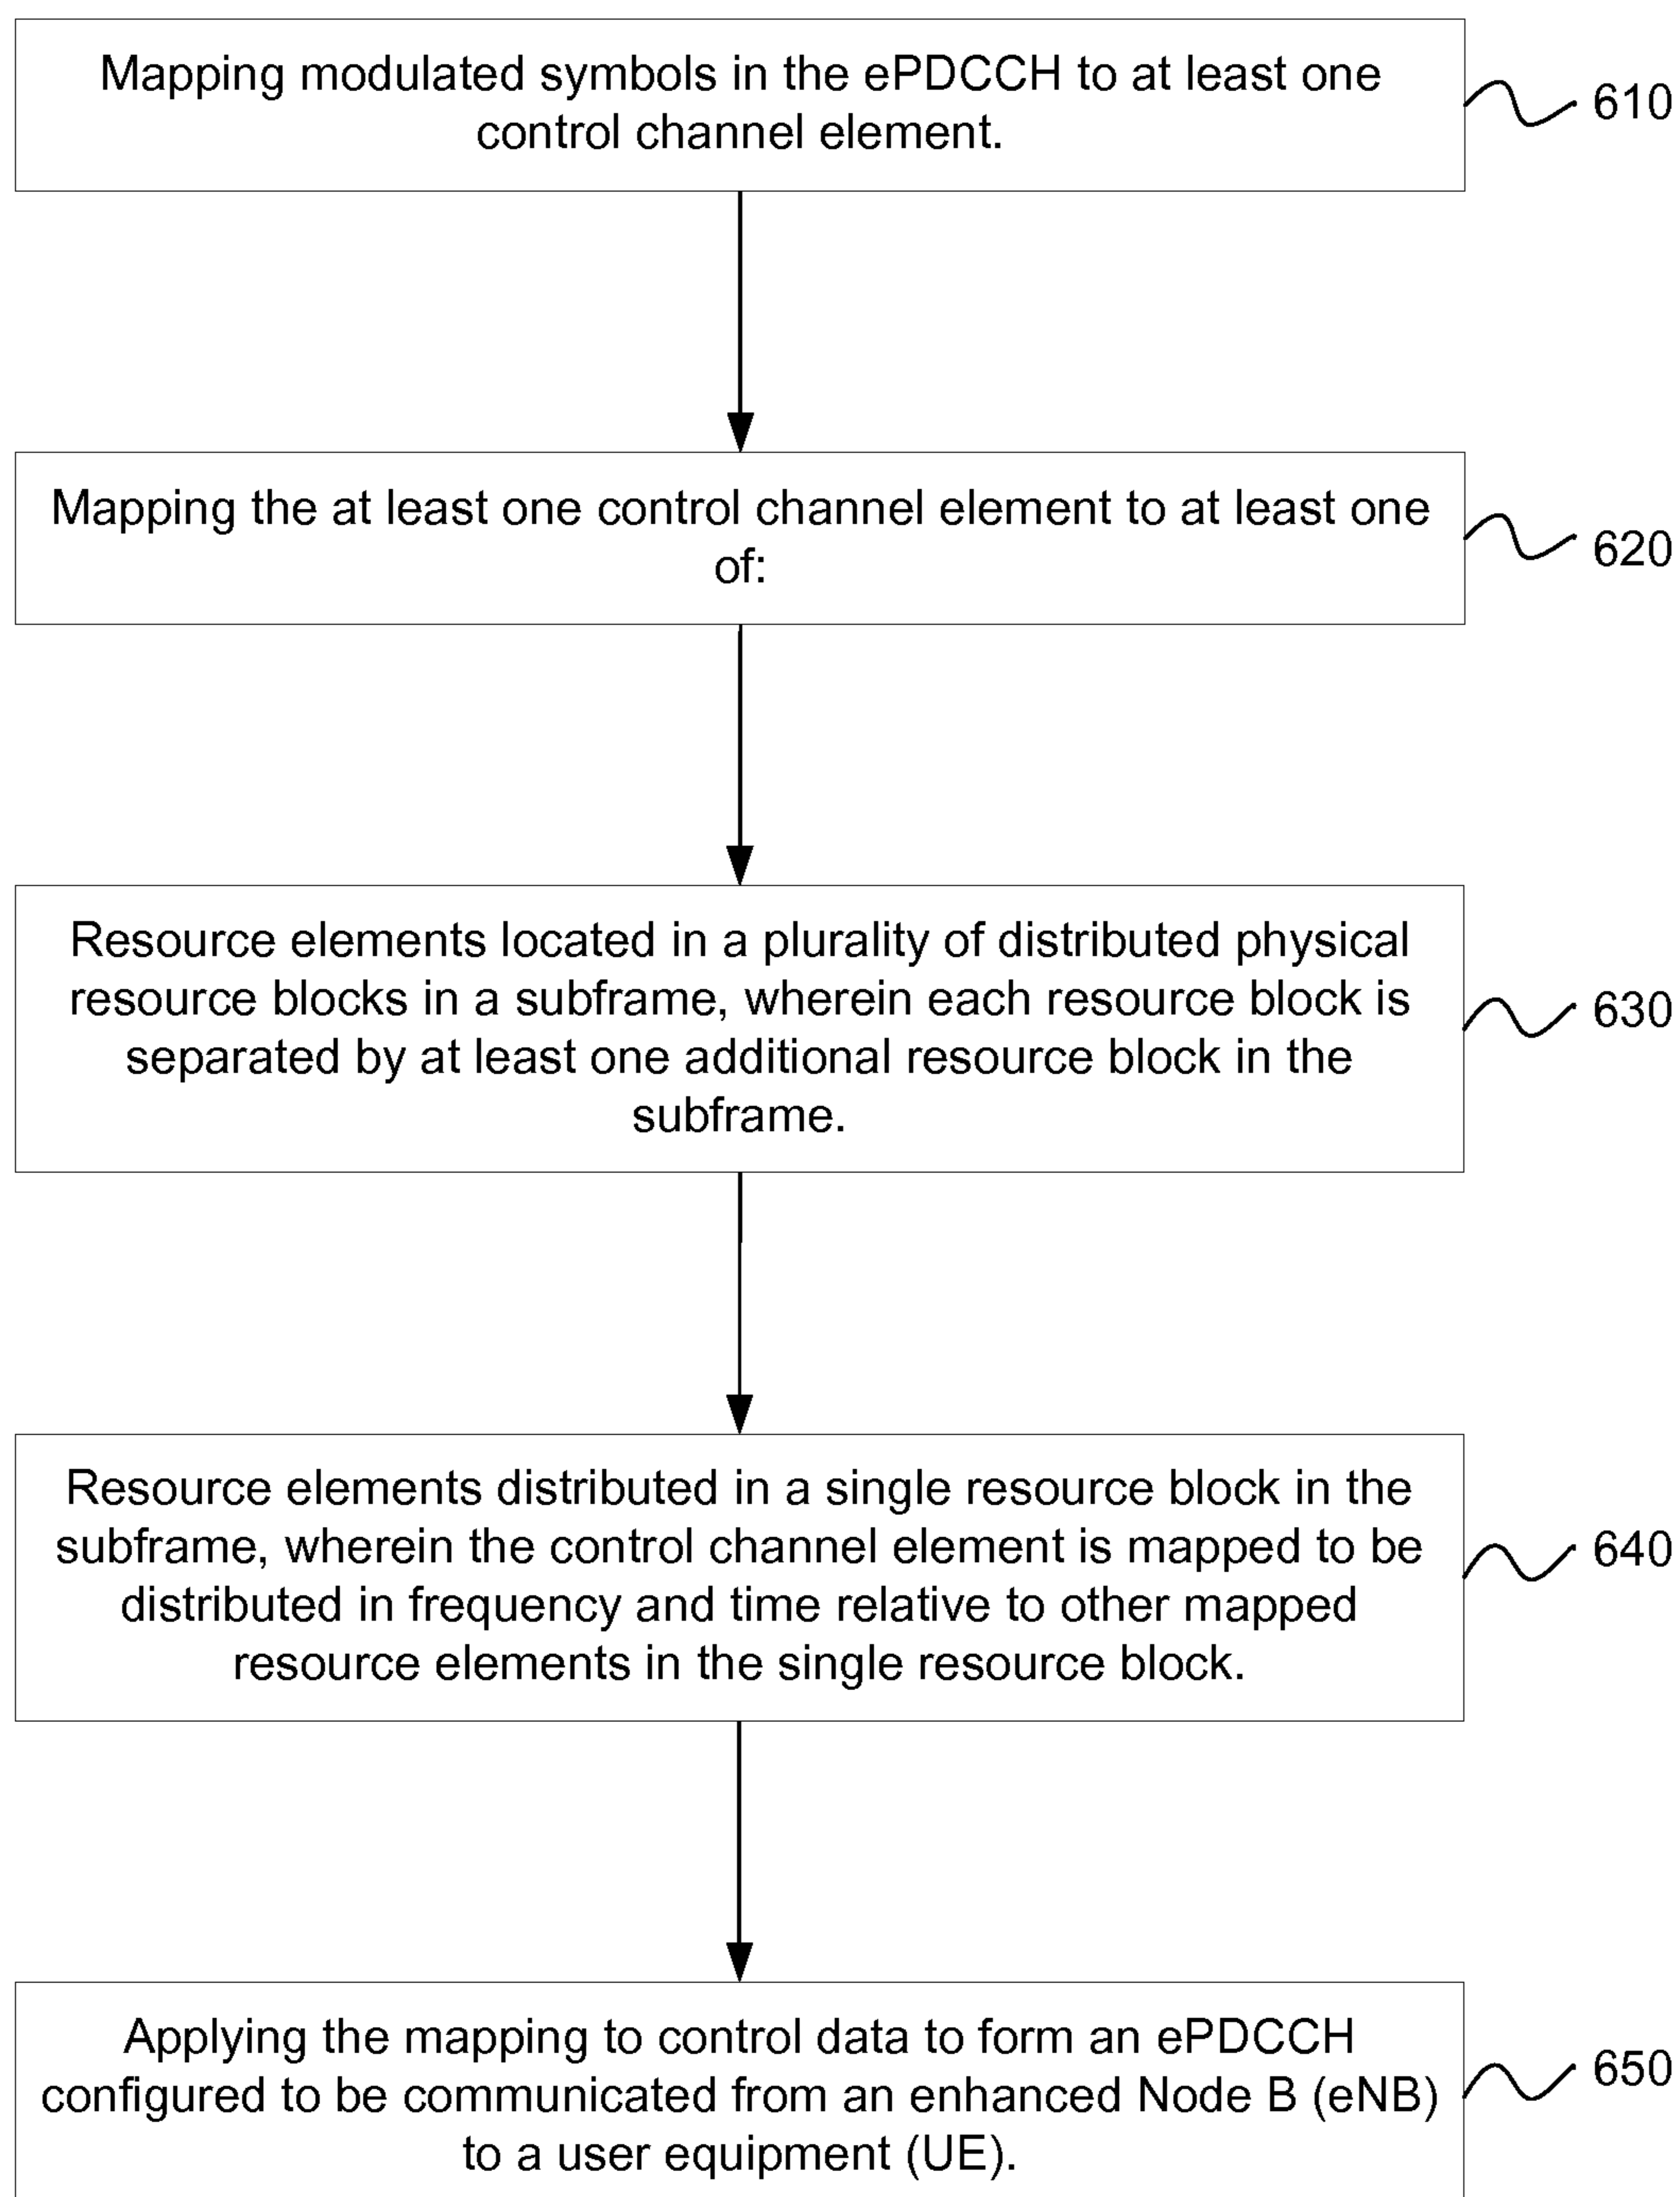 Mapping modulated symbols in the ePDCCH to at least one
control channel element.
610
Mapping the at least one control channel element to at least one
of:
620
Resource elements located in a plurality of distributed physical
resource blocks in a subframe, wherein each resource block is
separated by at least one additional resource block in the
subframe.
630
Resource elements distributed in a single resource block in the
subframe, wherein the control channel element is mapped to be
distributed in frequency and time relative to other mapped
resource elements in the single resource block.
640
Applying the mapping to control data to form an ePDCCH
configured to be communicated from an enhanced Node B (eNB)
to a user equipment (UE).
650